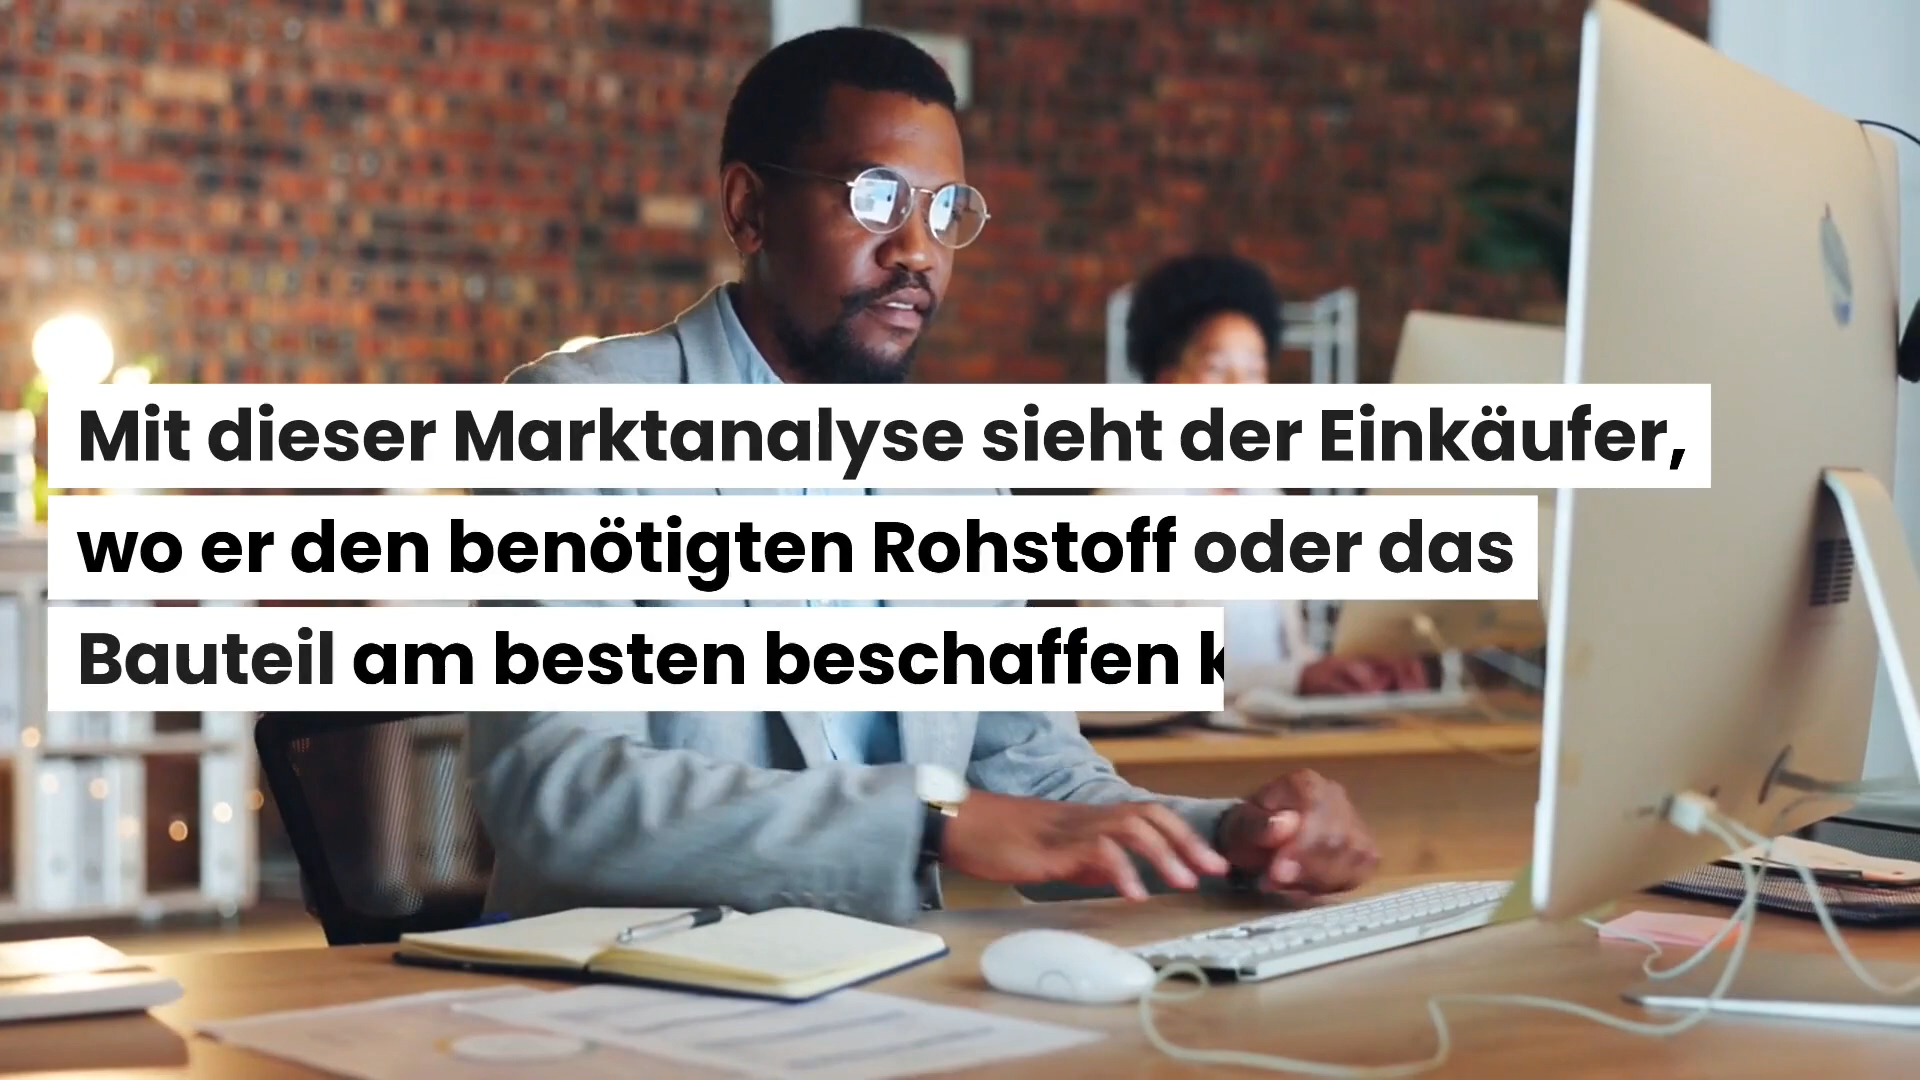 Mit dieser Marktanalyse sieht der Einkäufer,
wo er den benötigten Rohstoff oder das
Bauteil am besten beschaffen k